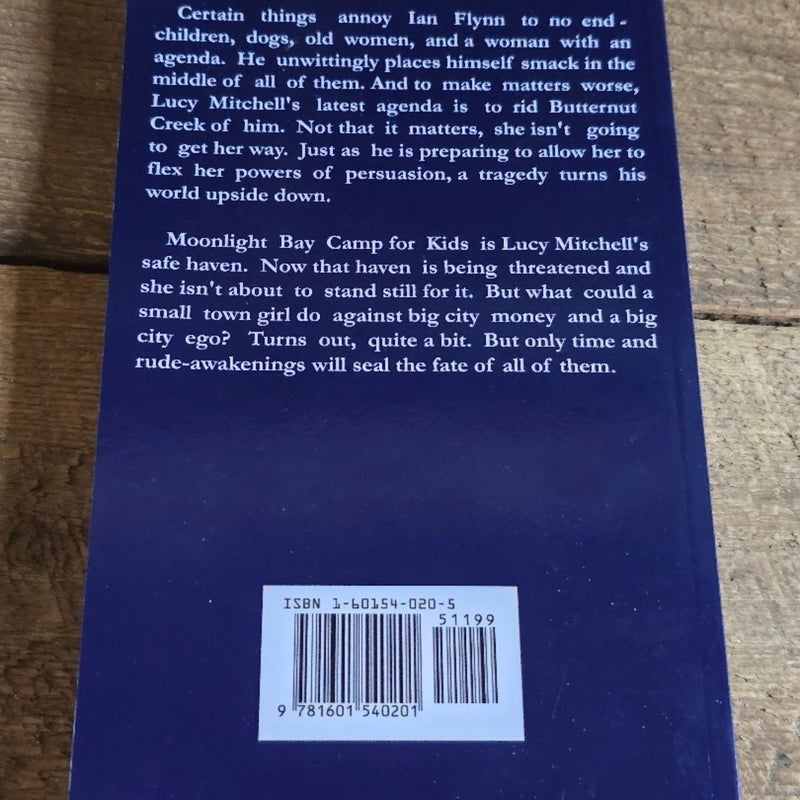 Certain things annoy Ian Flynn to no end -
children, dogs, old women, and a woman with an
agenda. He unwittingly places himself smack in the
middle of all of them. And to make matters worse,
Lucy Mitchell's latest agenda is to rid Butternut
Creek of him. Not that it matters, she isn't going
to get her way. Just as he is preparing to allow her to
flex her powers of persuasion, a tragedy turns his
world upside down.
Moonlight Bay Camp for Kids is Lucy Mitchell's
safe haven. Now that haven is being threatened and
she isn't about to stand still for it. But what could a
small town girl do against big city money and a big
city ego? Turns out, quite a bit. But only time and
rude-awakenings will seal the fate of all of them.
ISBN 1-60154-020-5
51199
9 781601 540201